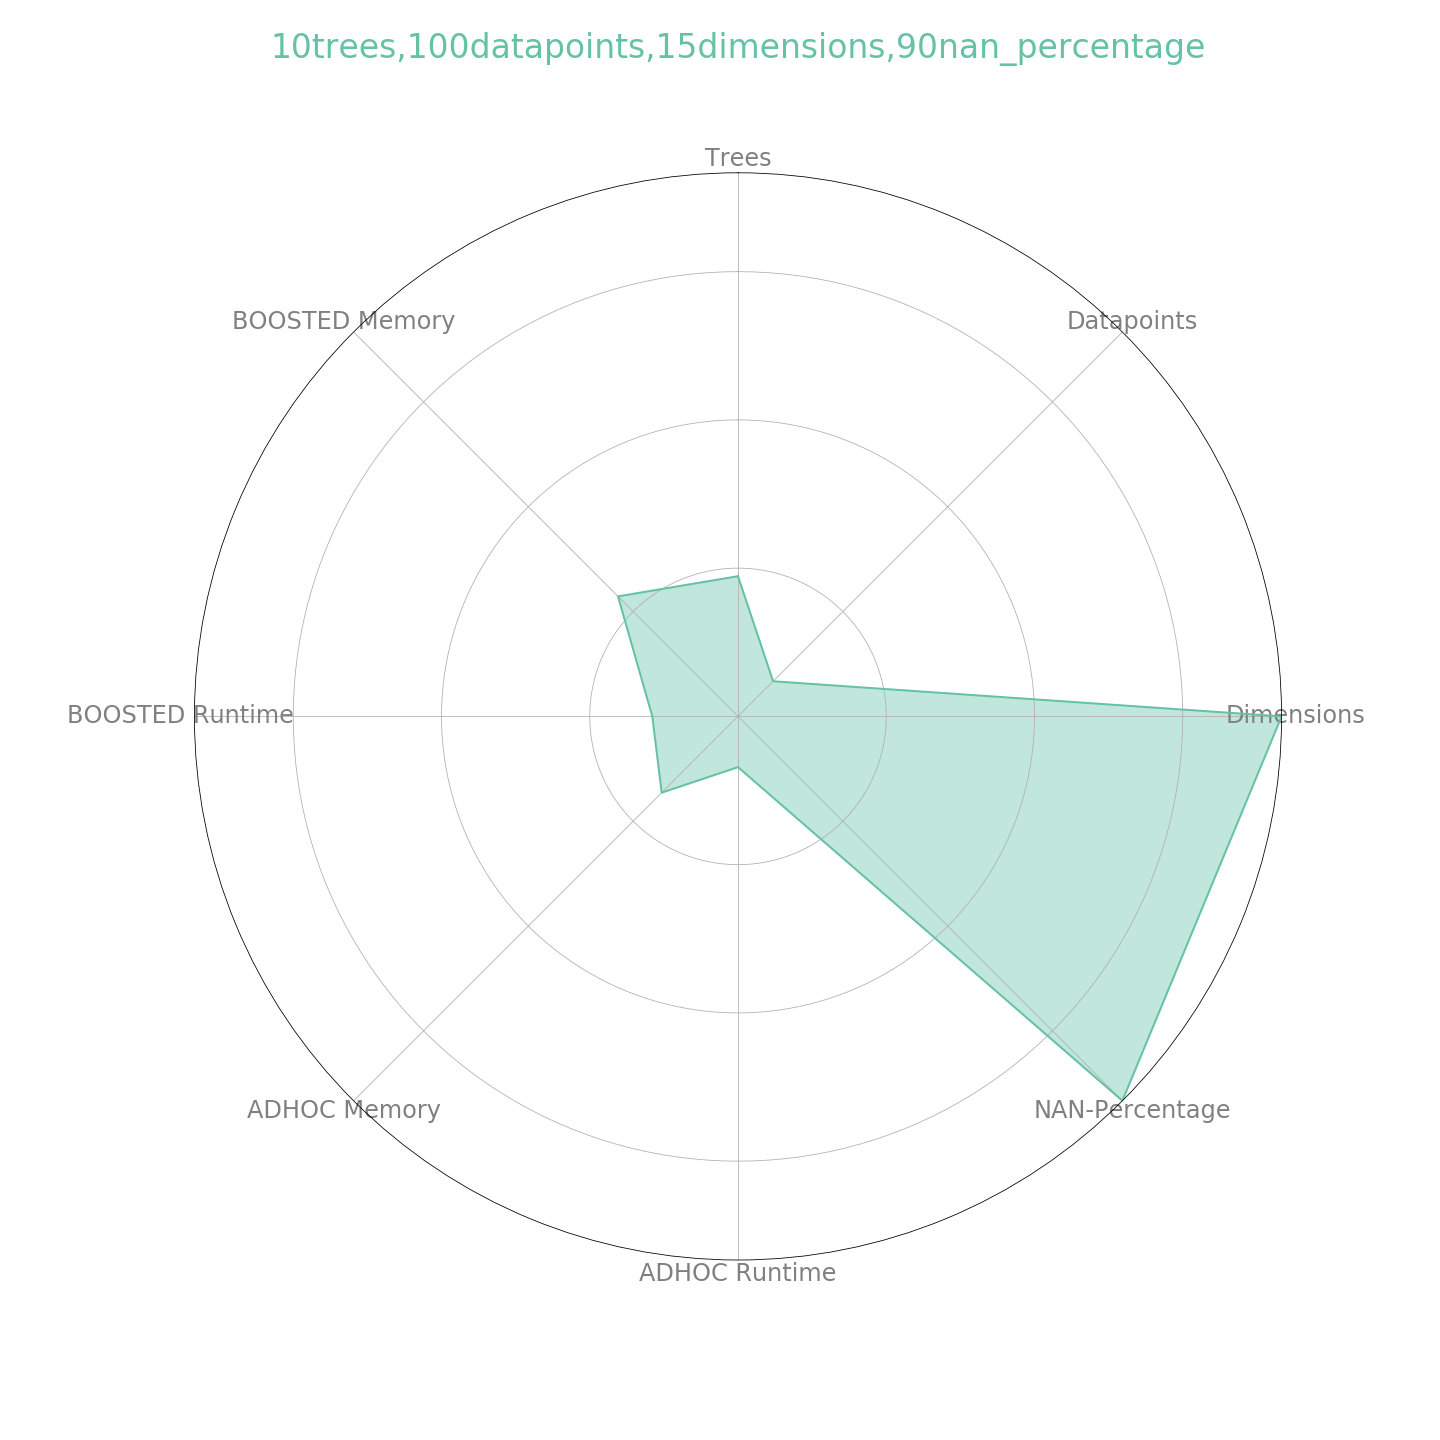 10trees,100datapoints,15dimensions,90nan_percentage
Trees
BOOSTED Memory
Datapoints
BOOSTED Runtime
Dimensions
ADHOC Memory
NAN-Percentage
ADHOC Runtime